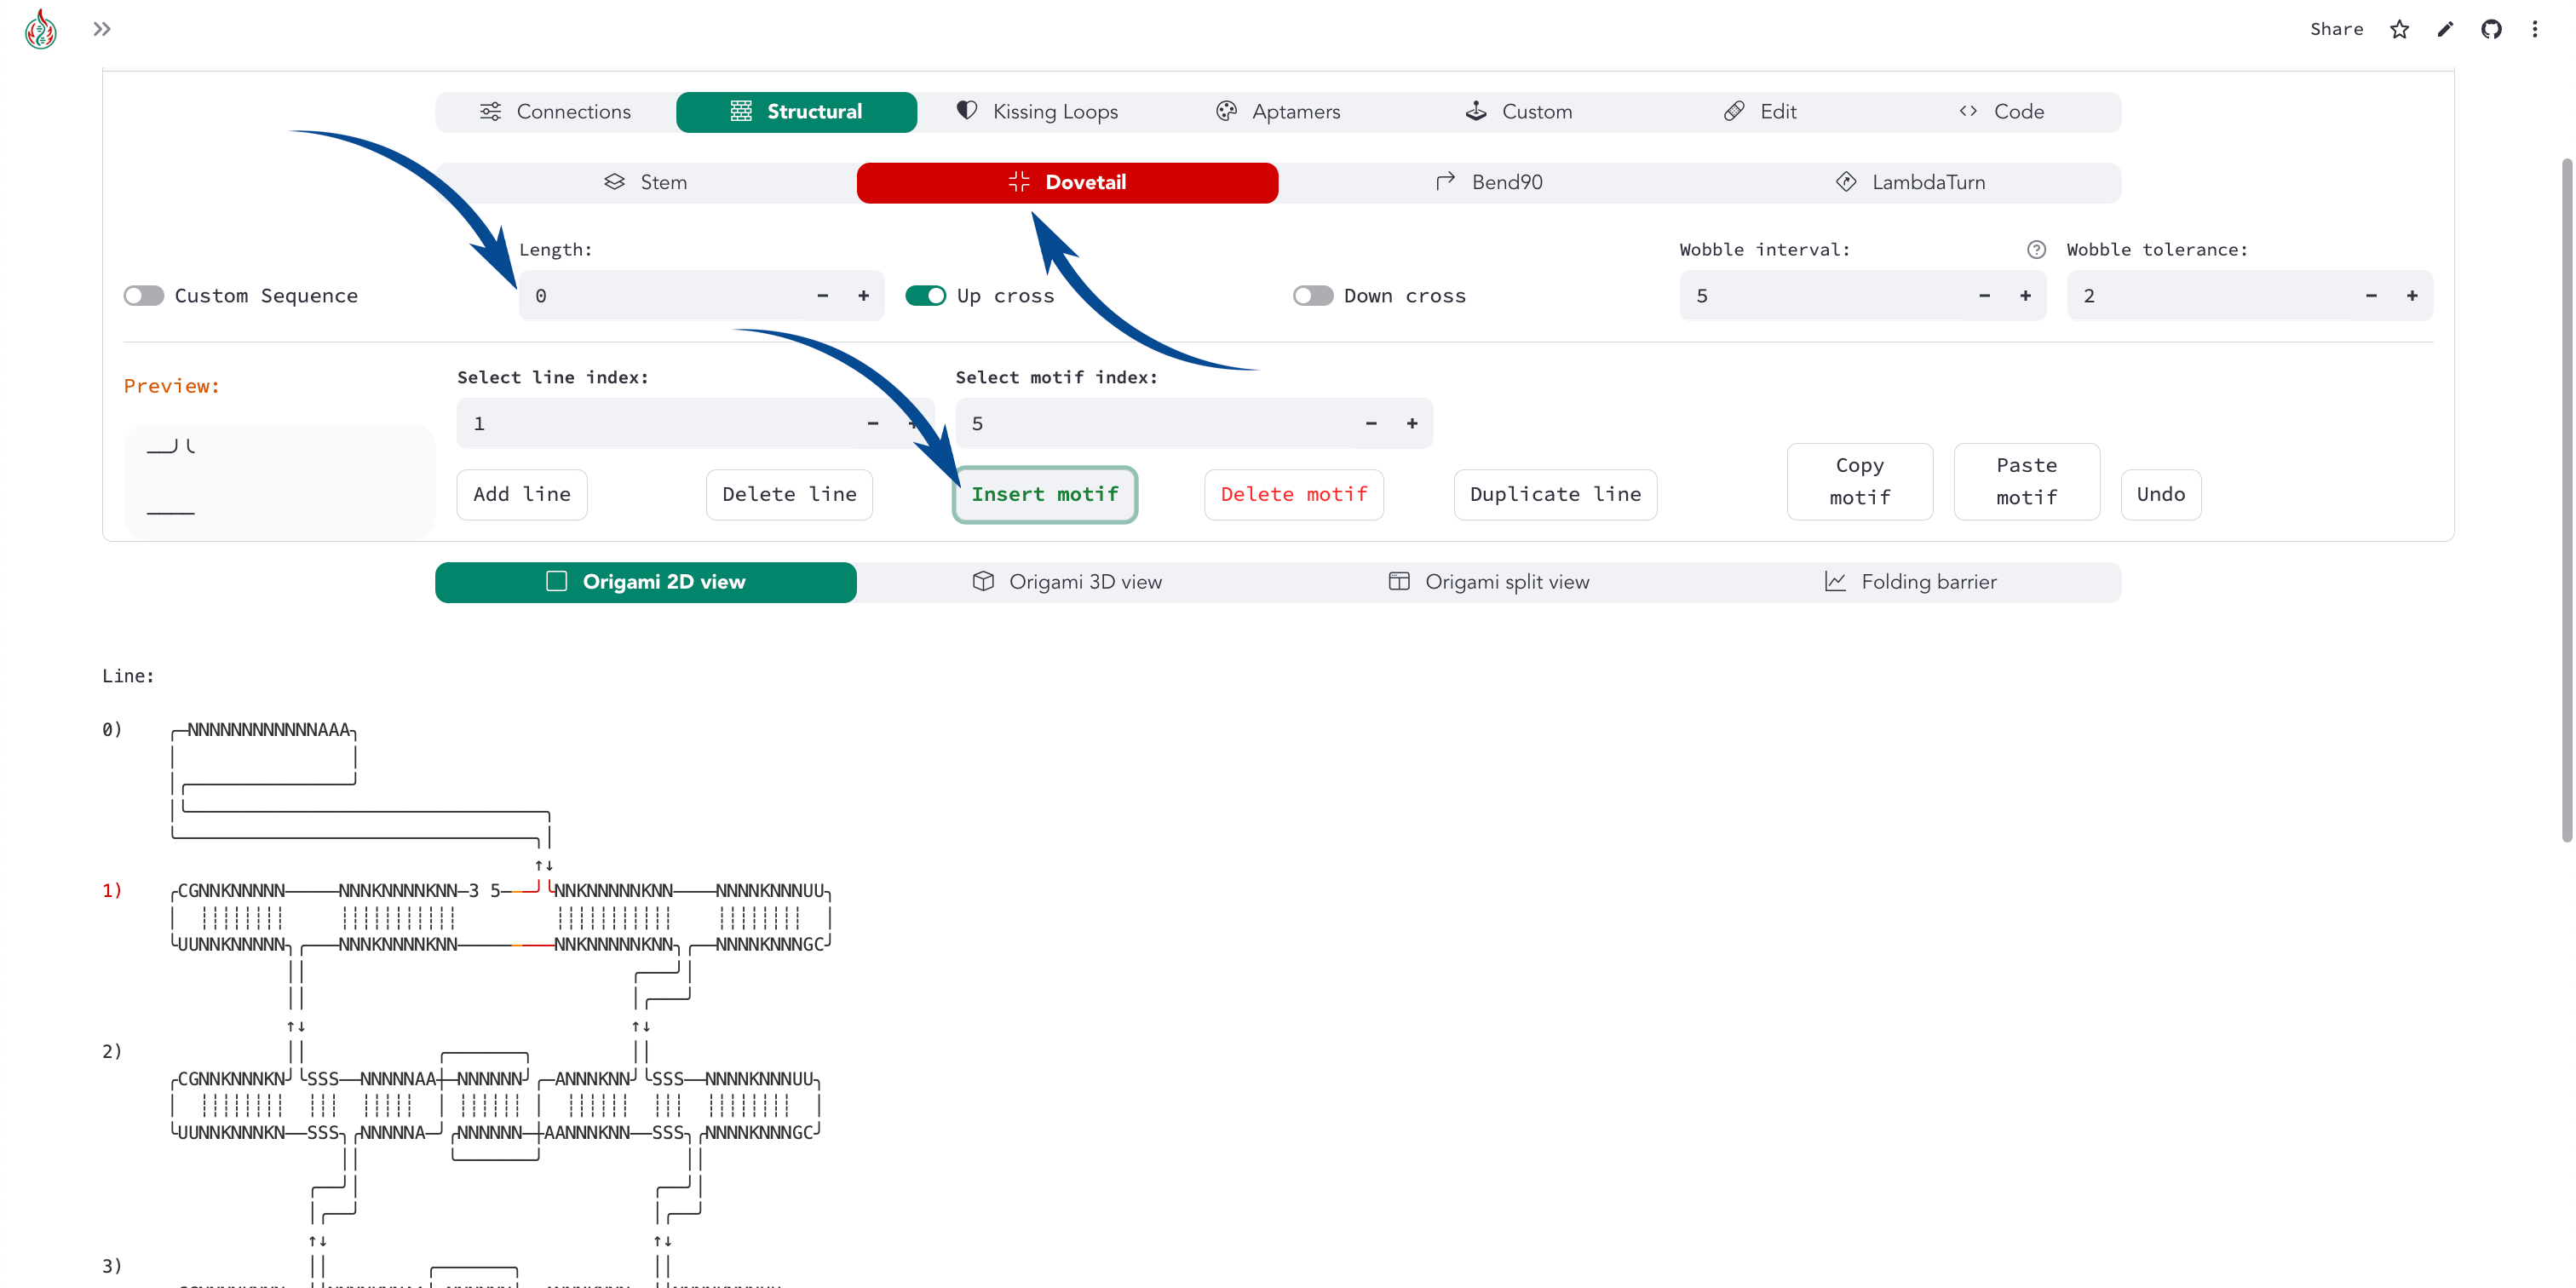 Share
Connections Structural Kissing Loops Aptamers Custom Edit Code
Stem Dovetail Bend90 LambdaTurn
Length: Wobble interval: Wobble tolerance:
Custom Sequence 0 - + Up cross Down cross 5 - + 2 - +
Preview: Select line index: Select motif index:
1 - + 5 - +
Add line Delete line Insert motif Delete motif Duplicate line Copy motif Paste motif Undo
Origami 2D view Origami 3D view Origami split view Folding barrier
Line:
0) ╭─NNNNNNNNNNNNAAA╮
↑↓
1) ╭CGNNKNNNNN─────NNNKNNNNKNN─3 5──╯╰NNKNNNNNKNN────NNNNKNNNUU╮
╰UUNNKNNNNN╮╭───NNNKNNNNKNN─────────NNKNNNNNKNN╮╭──NNNNKNNNGC╯
↑↓ ↑↓
2)
╭CGNNKNNNKN╯╰SSS──NNNNNAA┼─NNNNNN╯╭─ANNNKNN╯╰SSS──NNNNKNNNUU╮
╰UUNNKNNNKN──SSS╮╭NNNNNA─╯╭NNNNNN─┼AANNNKNN──SSS╮╭NNNNKNNNGC╯
↑↓ ↑↓
3)